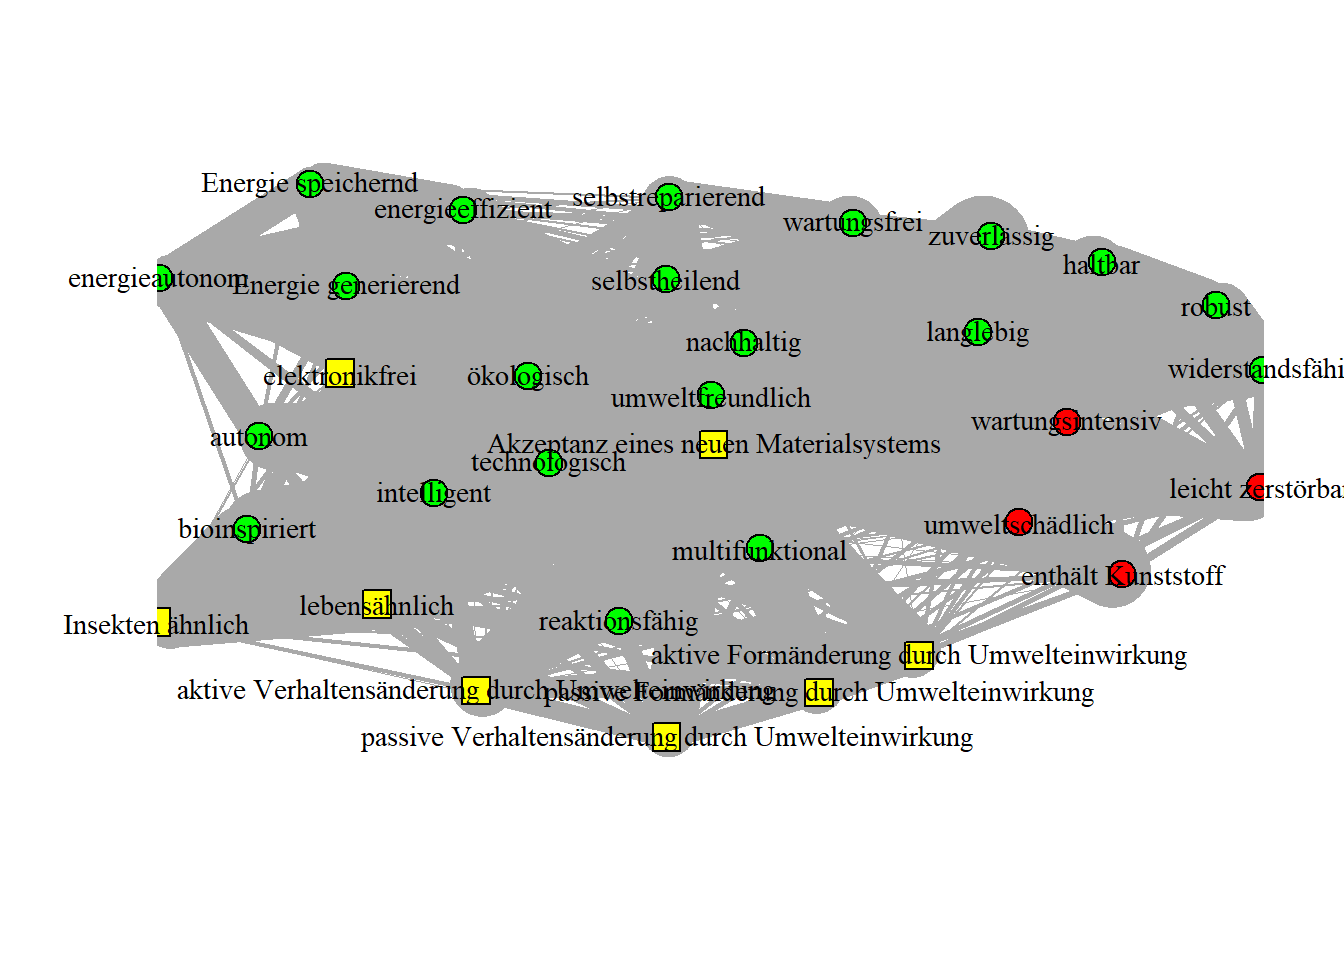 Energie speichernd
energieeffizient
selbstreparierend
wartungsfrei
zuverlässig
haltbar
energieautonom
Energie generierend
selbstheilend
robust
nachhaltig
langlebig
elektronikfrei
ökologisch
umweltfreundlich
widerstandsfähi
wartungsintensiv
autonom
Akzeptanz eines neuen Materialsystems
technologisch
intelligent
leicht zerstörbar
bioinspiriert
umweltschädlich
multifunktional
enthält Kunststoff
lebensähnlich
Insekten ähnlich
reaktionsfähig
aktive Formänderung durch Umwelteinwirkung
aktive Verhaltensänderung durch Umwelteinwirkung
passive Formänderung durch Umwelteinwirkung
passive Verhaltensänderung durch Umwelteinwirkung